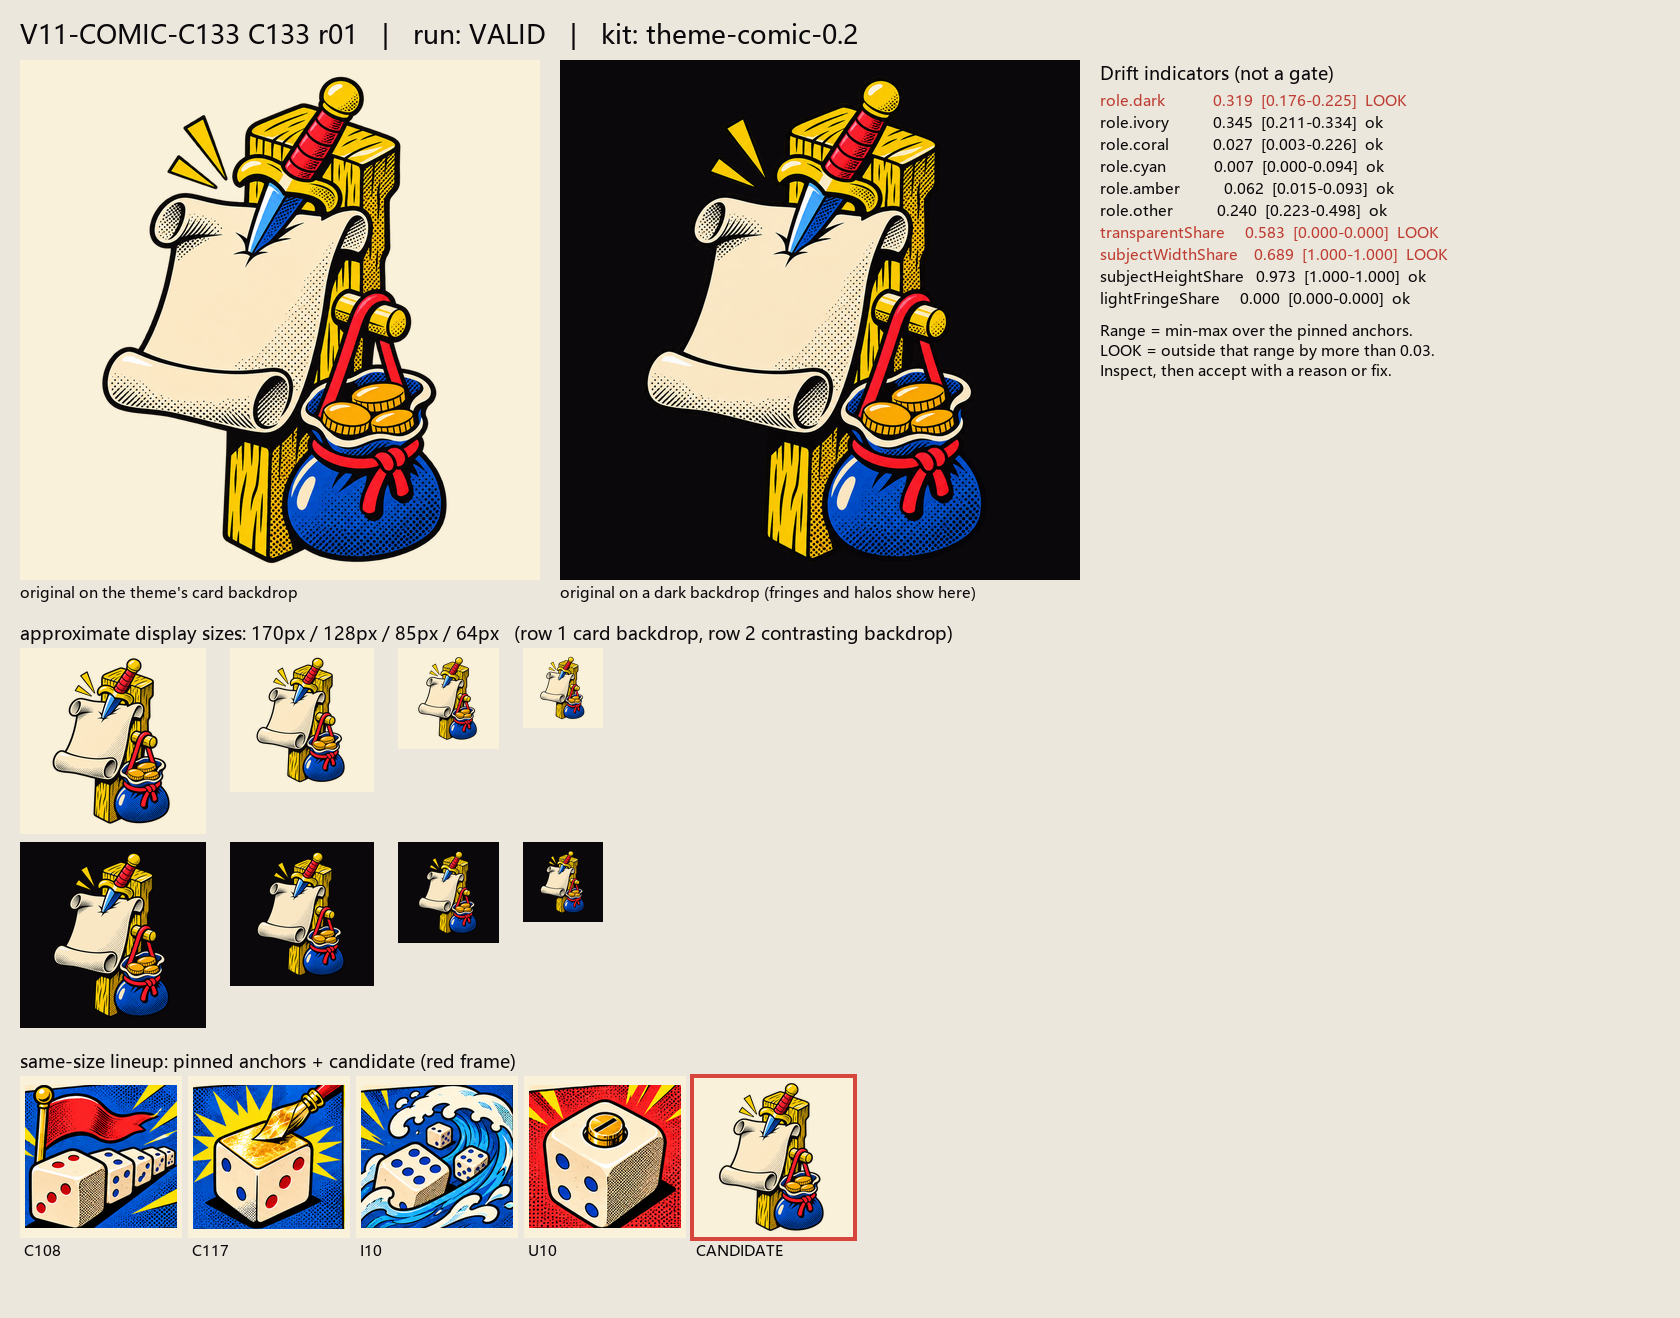 V11-COMIC-C133 C133 r01 | run: VALID | kit: theme-comic-0.2
Drift indicators (not a gate)
role.dark 0.319 [0.176-0.225] LOOK
role.ivory 0.345 [0.211-0.334] ok
role.coral 0.027 [0.003-0.226] ok
role.cyan 0.007 [0.000-0.094] ok
role.amber 0.062 [0.015-0.093] ok
role.other 0.240 [0.223-0.498] ok
transparentShare 0.583 [0.000-0.000] LOOK
subjectWidthShare 0.689 [1.000-1.000] LOOK
subjectHeightShare 0.973 [1.000-1.000] ok
lightFringeShare 0.000 [0.000-0.000] ok
Range = min-max over the pinned anchors.
LOOK = outside that range by more than 0.03.
Inspect, then accept with a reason or fix.
original on the theme's card backdrop
original on a dark backdrop (fringes and halos show here)
approximate display sizes: 170px / 128px / 85px / 64px (row 1 card backdrop, row 2 contrasting backdrop)
same-size lineup: pinned anchors + candidate (red frame)
C108
C117
I10
U10
CANDIDATE